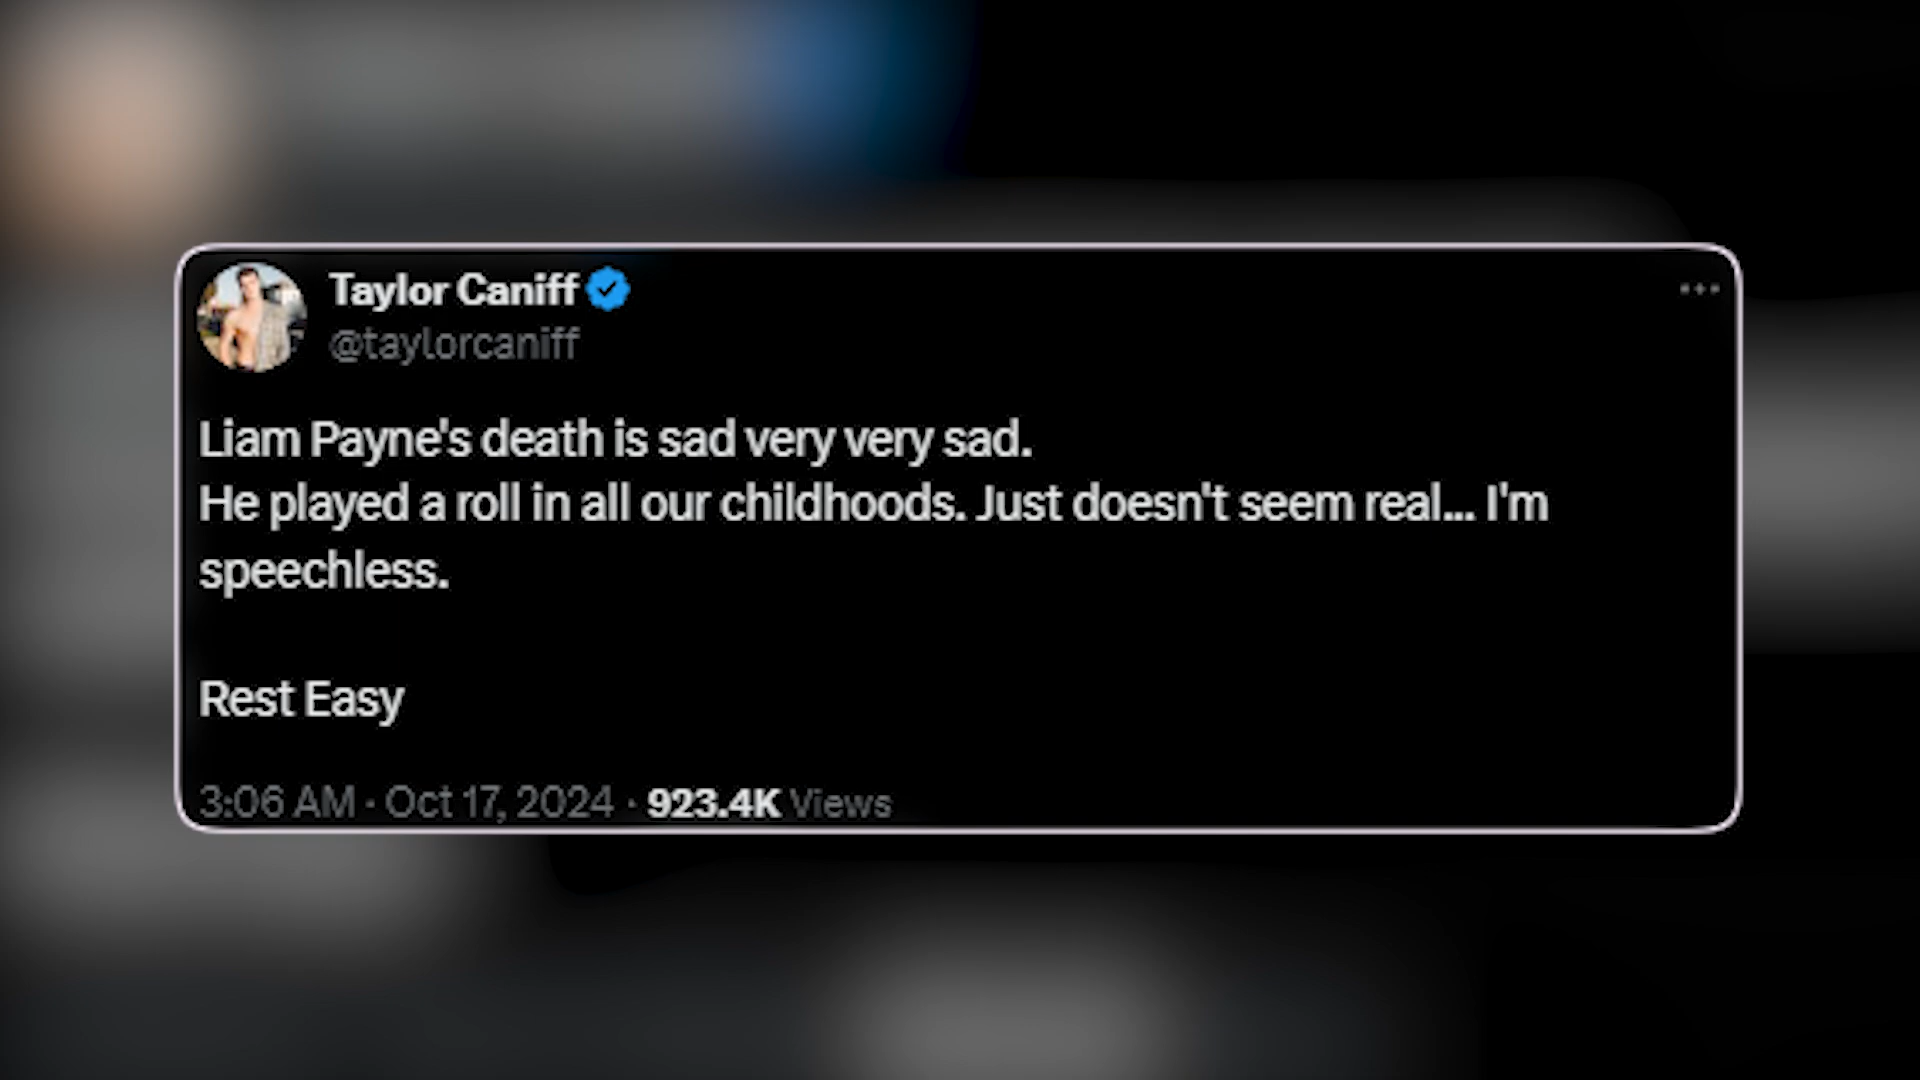 Taylor Caniff
@taylorcaniff
Liam Payne's death is sad very very sad.
He played a roll in all our childhoods. Just doesn't seem real... I'm
speechless.
Rest Easy
3:06 AM · Oct 17, 2024 · 923.4K Views